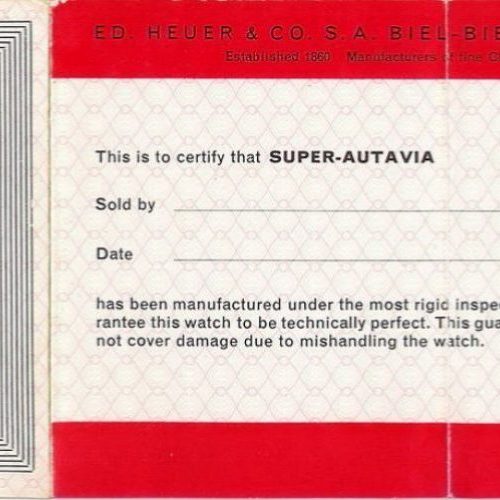 ED. HEUER & CO. S. A. BIEL-BIE
Established 1860 Manufacturers of fine C
This is to certify that SUPER-AUTAVIA
Sold by
Date
has been manufactured under the most rigid inspe
rantee this watch to be technically perfect. This gua
not cover damage due to mishandling the watch.